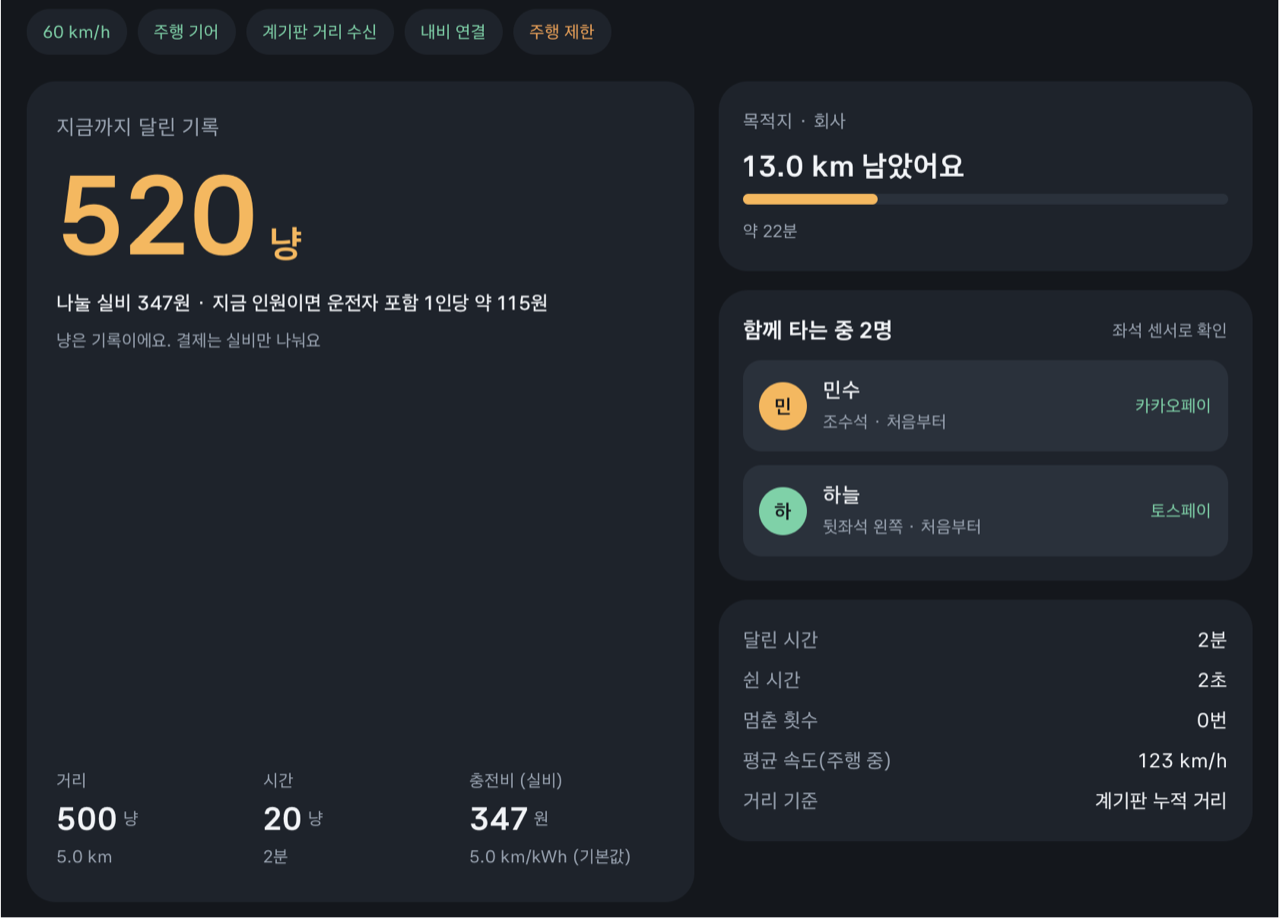 60 km/h
주행 기어
계기판 거리 수신
내비 연결
주행 제한
지금까지 달린 기록
520 냥
나눌 실비 347원 · 지금 인원이면 운전자 포함 1인당 약 115원
냥은 기록이에요. 결제는 실비만 나눠요
거리
500 냥
5.0 km
시간
20 냥
2분
충전비 (실비)
347 원
5.0 km/kWh (기본값)
목적지 · 회사
13.0 km 남았어요
약 22분
함께 타는 중 2명
좌석 센서로 확인
민
민수
조수석 · 처음부터
카카오페이
하
하늘
뒷좌석 왼쪽 · 처음부터
토스페이
달린 시간 2분
쉰 시간 2초
멈춘 횟수 0번
평균 속도(주행 중) 123 km/h
거리 기준 계기판 누적 거리